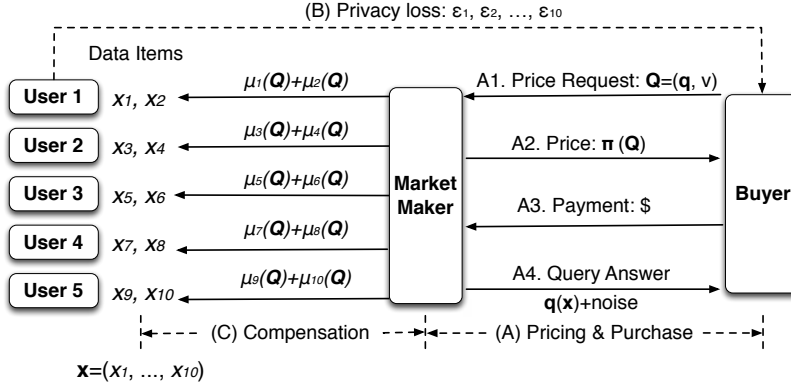 (B) Privacy loss: ε1, ε2, …, ε10
Data Items
User 1
x1, x2
μ1(Q)+μ2(Q)
A1. Price Request: Q=(q, v)
User 2
x3, x4
μ3(Q)+μ4(Q)
A2. Price: π (Q)
User 3
x5, x6
μ5(Q)+μ6(Q)
Market
Maker
A3. Payment: $
Buyer
User 4
x7, x8
μ7(Q)+μ8(Q)
User 5
x9, x10
μ9(Q)+μ10(Q)
A4. Query Answer
q(x)+noise
(C) Compensation
(A) Pricing & Purchase
x=(x1, ..., x10)